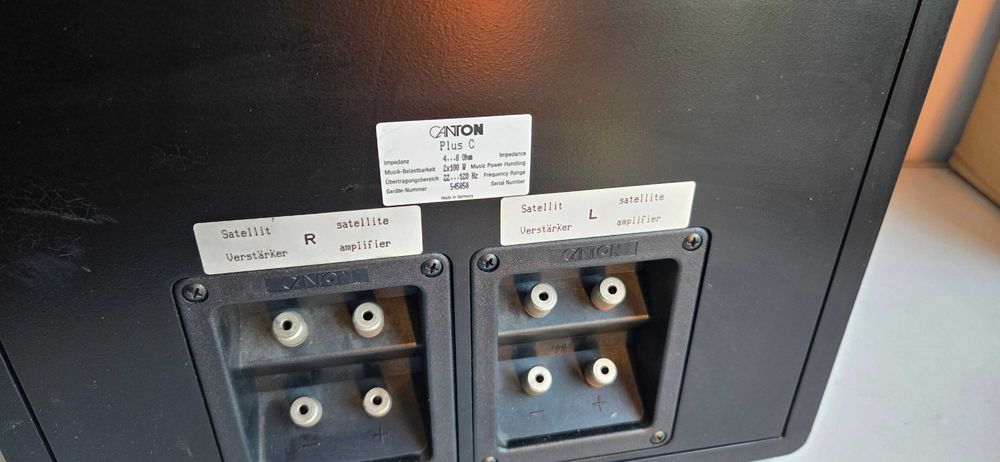 CANTON
Plus C
Impedanz 4...8 Ohm Impedance
Musik-Belastbarkeit 2x100 W Music Power Handling
Übertragungsbereich 22...120 Hz Frequency Range
Geräte-Nummer 545858 Serial Number
Made in Germany
Satellit R satellite
Verstärker amplifier
Satellit L satellite
Verstärker amplifier
CANTON
CANTON
- +
- +